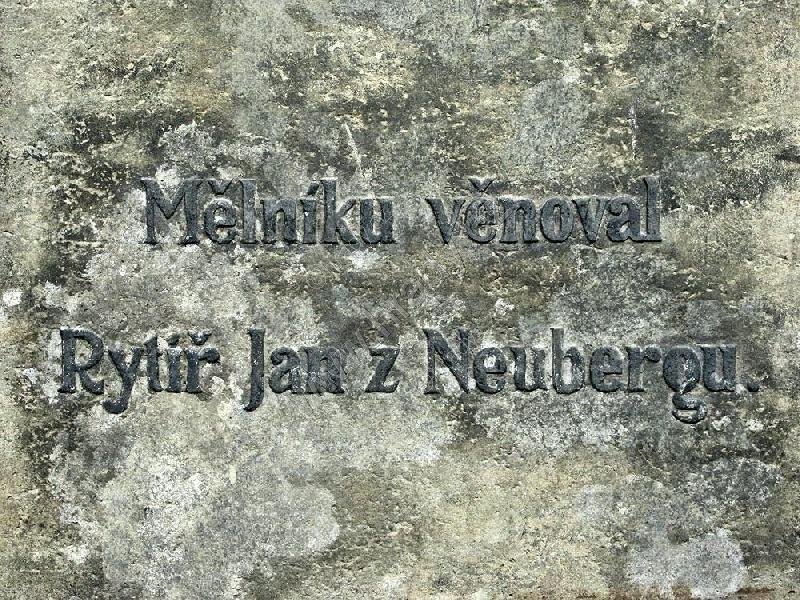 Mělníku věnoval
Rytíř Jan z Neubergu.